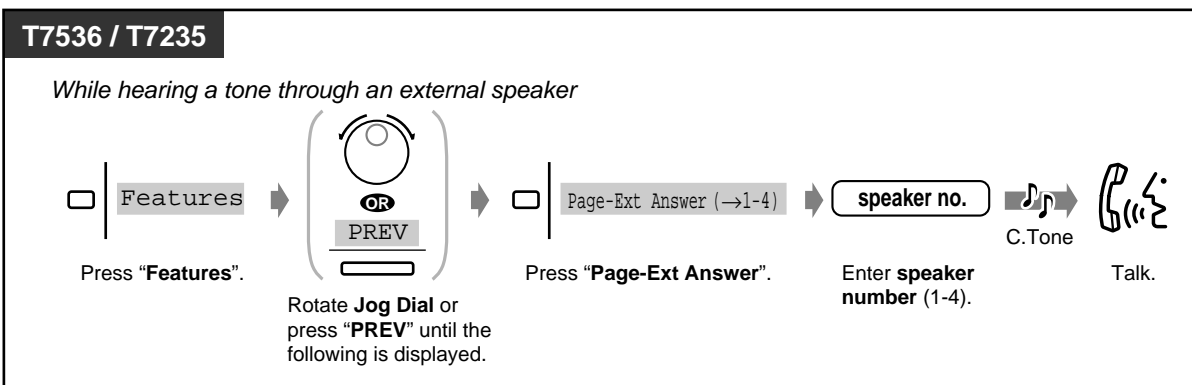 T7536 / T7235
While hearing a tone through an external speaker
Features
OR
PREV
Page-Ext Answer (→1-4)
speaker no.
C.Tone
Press “Features”.
Rotate Jog Dial or
press “PREV” until the
following is displayed.
Press “Page-Ext Answer”.
Enter speaker
number (1-4).
Talk.